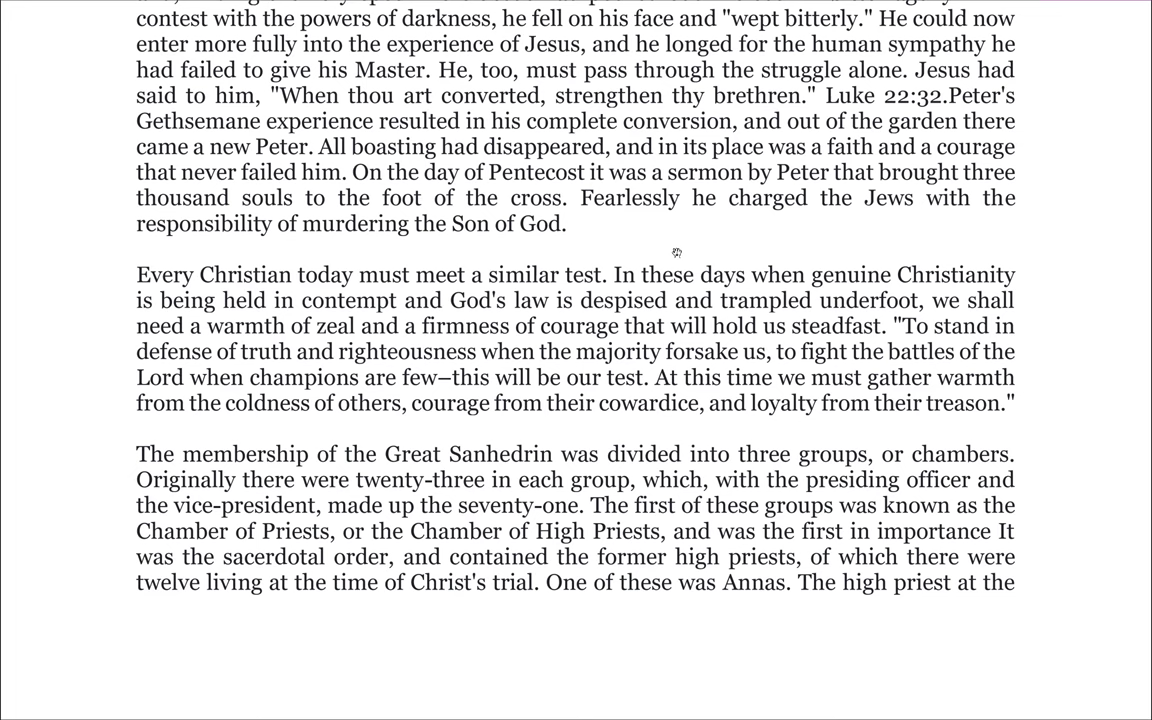 contest with the powers of darkness, he fell on his face and "wept bitterly." He could now
enter more fully into the experience of Jesus, and he longed for the human sympathy he
had failed to give his Master. He, too, must pass through the struggle alone. Jesus had
said to him, "When thou art converted, strengthen thy brethren." Luke 22:32.Peter's
Gethsemane experience resulted in his complete conversion, and out of the garden there
came a new Peter. All boasting had disappeared, and in its place was a faith and a courage
that never failed him. On the day of Pentecost it was a sermon by Peter that brought three
thousand souls to the foot of the cross. Fearlessly he charged the Jews with the
responsibility of murdering the Son of God.
Every Christian today must meet a similar test. In these days when genuine Christianity
is being held in contempt and God's law is despised and trampled underfoot, we shall
need a warmth of zeal and a firmness of courage that will hold us steadfast. "To stand in
defense of truth and righteousness when the majority forsake us, to fight the battles of the
Lord when champions are few–this will be our test. At this time we must gather warmth
from the coldness of others, courage from their cowardice, and loyalty from their treason."
The membership of the Great Sanhedrin was divided into three groups, or chambers.
Originally there were twenty-three in each group, which, with the presiding officer and
the vice-president, made up the seventy-one. The first of these groups was known as the
Chamber of Priests, or the Chamber of High Priests, and was the first in importance It
was the sacerdotal order, and contained the former high priests, of which there were
twelve living at the time of Christ's trial. One of these was Annas. The high priest at the